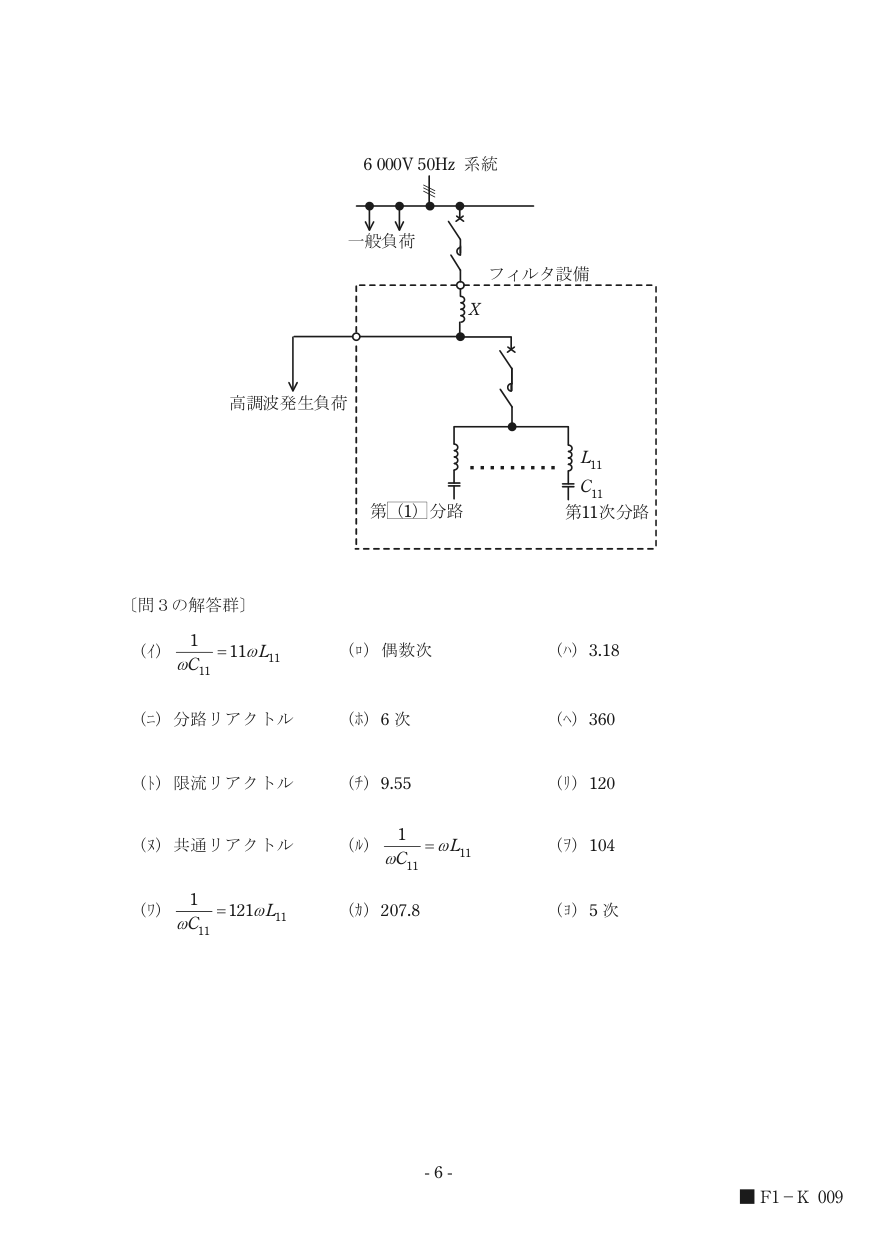 6 000V 50Hz 系統
一般負荷
フィルタ設備
X
高調波発生負荷
L11
C11
第 (1) 分路 第11次分路
〔問３の解答群〕
(ｲ) 1/ωC11 = 11ωL11 (ﾛ) 偶数次 (ﾊ) 3.18
(ﾆ) 分路リアクトル (ﾎ) 6 次 (ﾍ) 360
(ﾄ) 限流リアクトル (ﾁ) 9.55 (ﾘ) 120
(ﾇ) 共通リアクトル (ﾙ) 1/ωC11 = ωL11 (ｦ) 104
(ﾜ) 1/ωC11 = 121ωL11 (ｶ) 207.8 (ﾖ) 5 次
- 6 -
■ F1－K 009